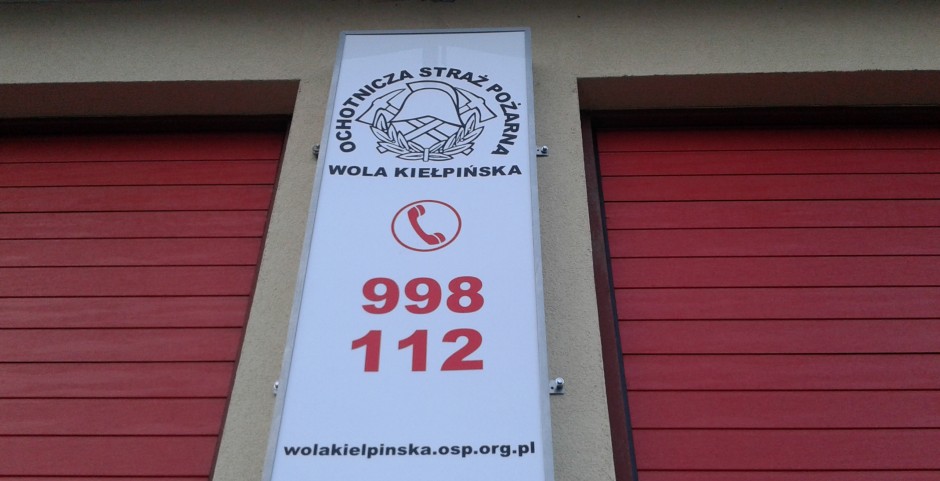 OCHOTNICZA STRAŻ POŻARNA
WOLA KIEŁPIŃSKA
998
112
wolakielpinska.osp.org.pl